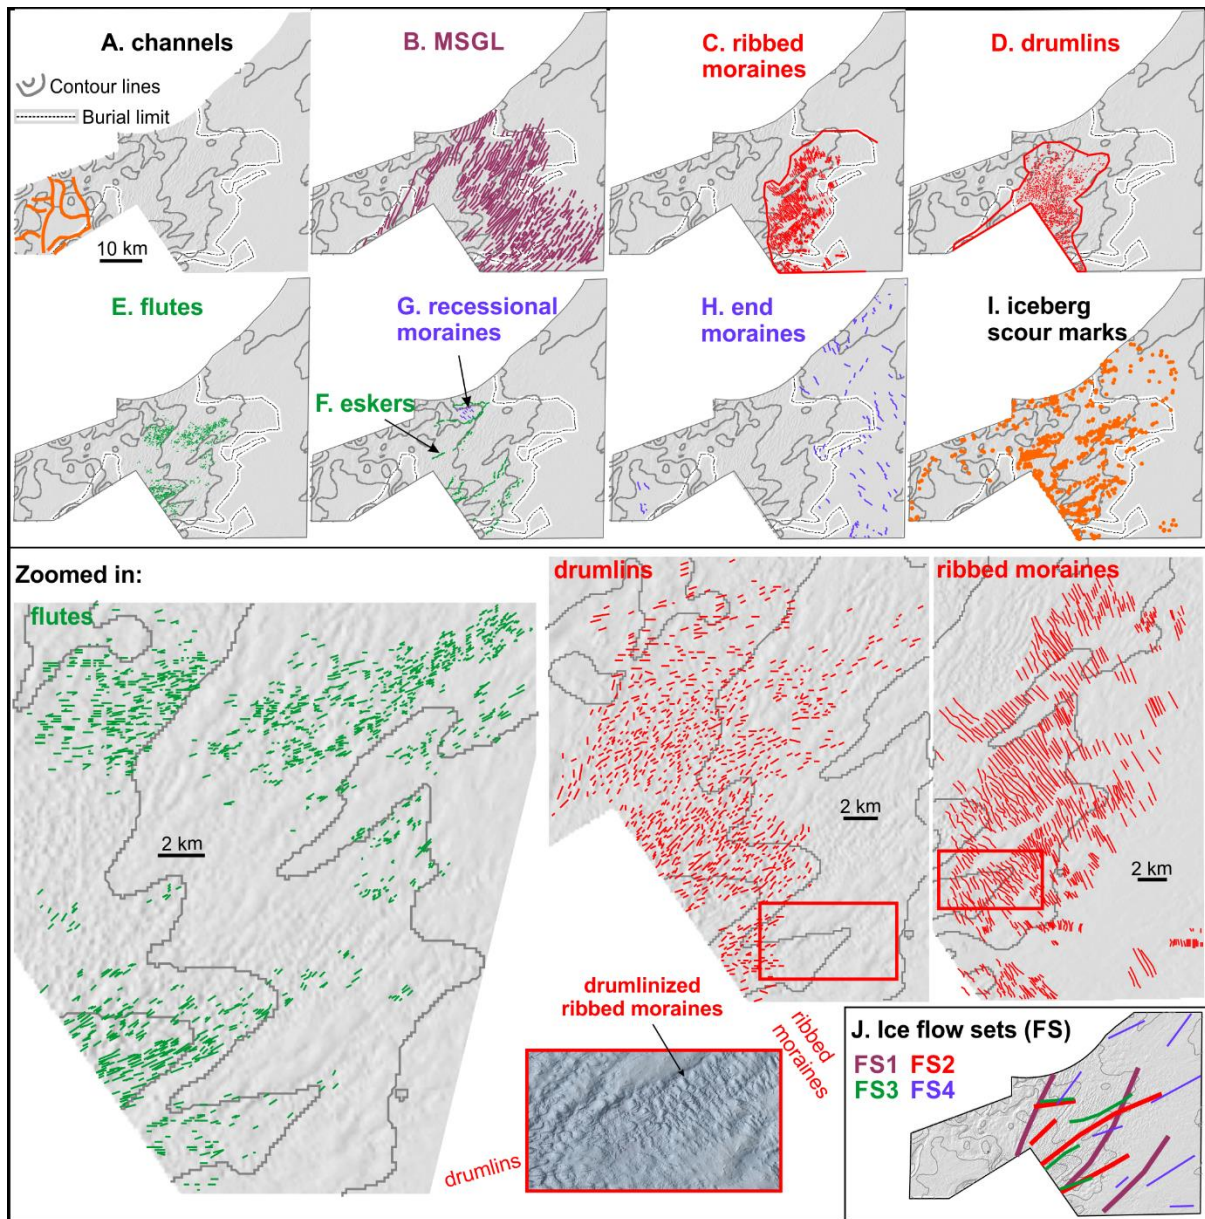 A. channels
Contour lines
Burial limit
10 km
B. MSGL
C. ribbed
moraines
D. drumlins
E. flutes
G. recessional
moraines
F. eskers
H. end
moraines
I. iceberg
scour marks
Zoomed in:
flutes
2 km
drumlins
2 km
ribbed moraines
2 km
drumlinized
ribbed moraines
ribbed
moraines
drumlins
J. Ice flow sets (FS)
FS1 FS2
FS3 FS4